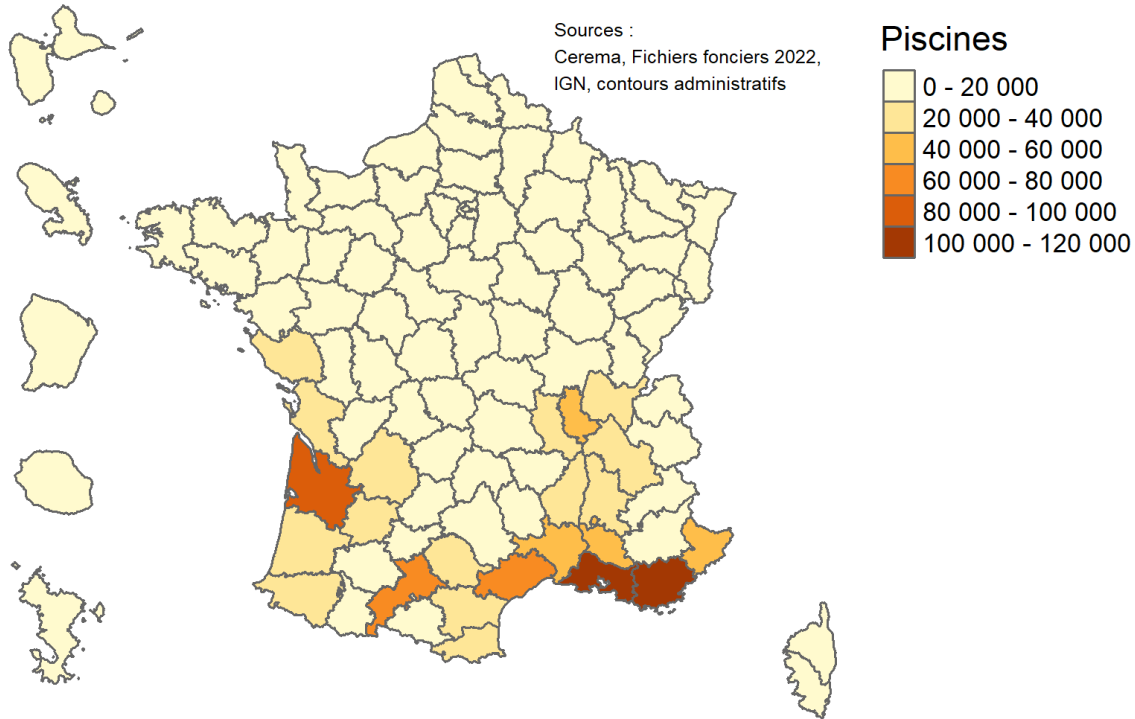 Sources :
Cerema, Fichiers fonciers 2022,
IGN, contours administratifs
Piscines
0 - 20 000
20 000 - 40 000
40 000 - 60 000
60 000 - 80 000
80 000 - 100 000
100 000 - 120 000